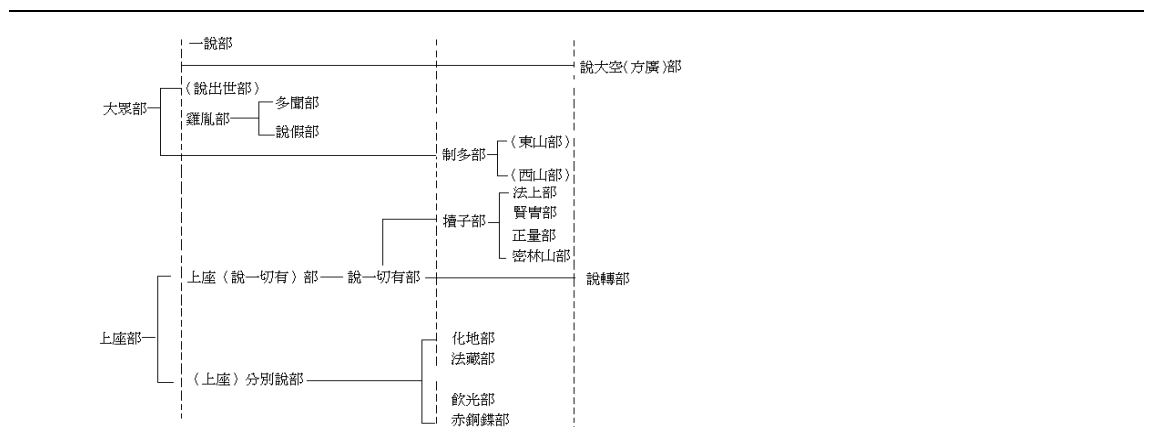 一說部
說大空(方廣)部
大眾部
(說出世部)
雞胤部
多聞部
說假部
制多部
(東山部)
(西山部)
犢子部
法上部
賢冑部
正量部
密林山部
上座(說一切有)部
說一切有部
說轉部
上座部
(上座)分別說部
化地部
法藏部
飲光部
赤銅鍱部